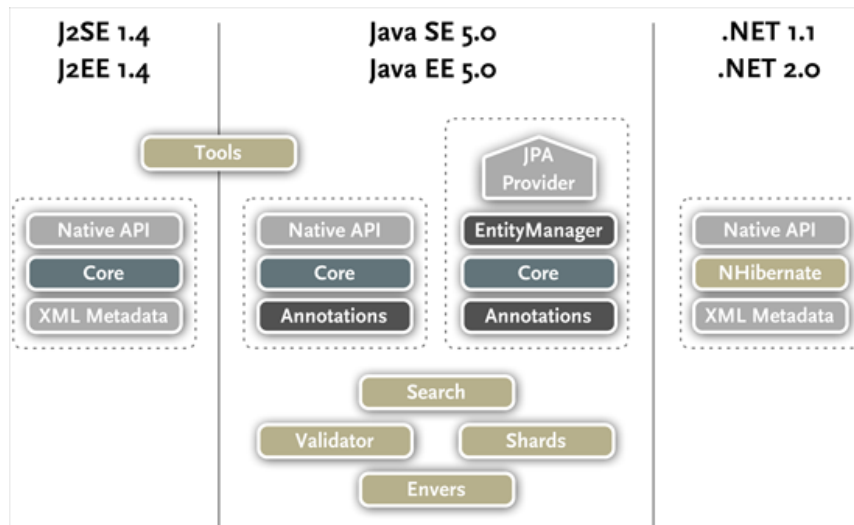 J2SE 1.4
J2EE 1.4
Java SE 5.0
Java EE 5.0
.NET 1.1
.NET 2.0
Tools
JPA
Provider
Native API
Core
XML Metadata
Native API
Core
Annotations
EntityManager
Core
Annotations
Native API
NHibernate
XML Metadata
Search
Validator
Shards
Envers